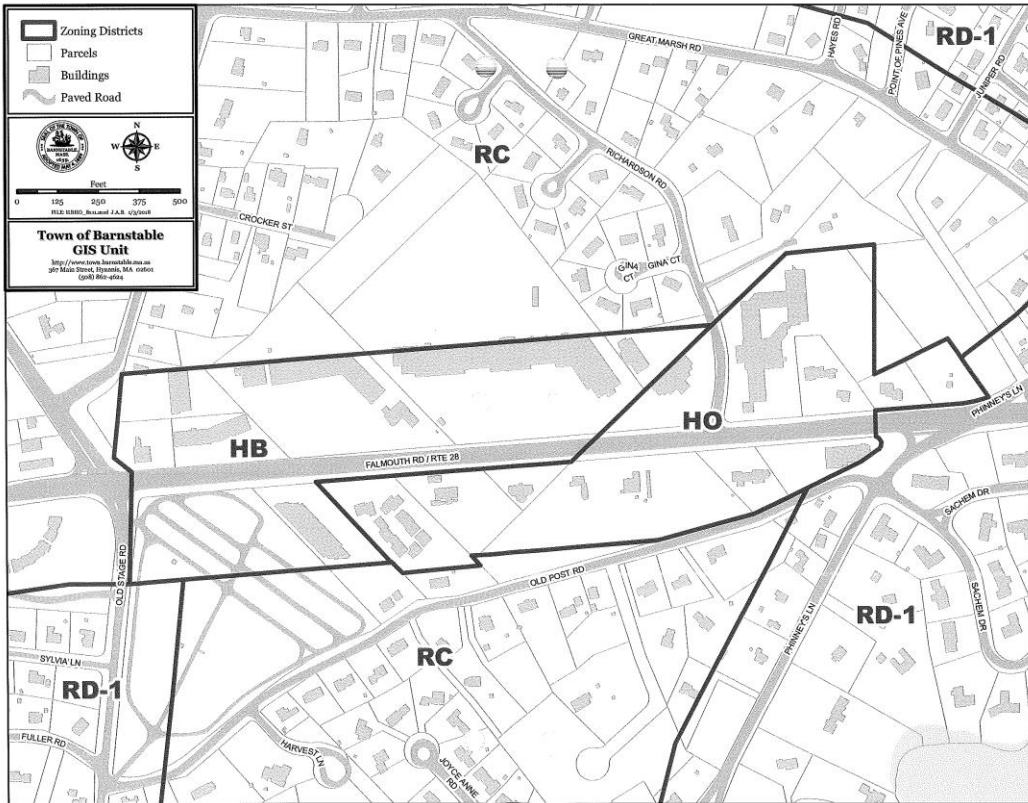 Zoning Districts
Parcels
Buildings
Paved Road
N
W E
S
Feet
0 125 250 375 500
Town of Barnstable
GIS Unit
http://www.town.barnstable.ma.us
367 Main Street, Hyannis, MA 02601
(508) 862-4624
GREAT MARSH RD
HAYES RD
POINT OF PINES AVE
RD-1
JUNIPER RD
RC
RICHARDSON RD
CROCKER ST
GINA CT
GINA CT
HB
HO
FALMOUTH RD / RTE 28
PHINNEY'S LN
OLD STAGE RD
OLD POST RD
SACHEM DR
SACHEM DR
PHINNEY'S LN
RD-1
RC
SYLVIA LN
RD-1
FULLER RD
HARVEST LN
JOYCE ANNE
RD